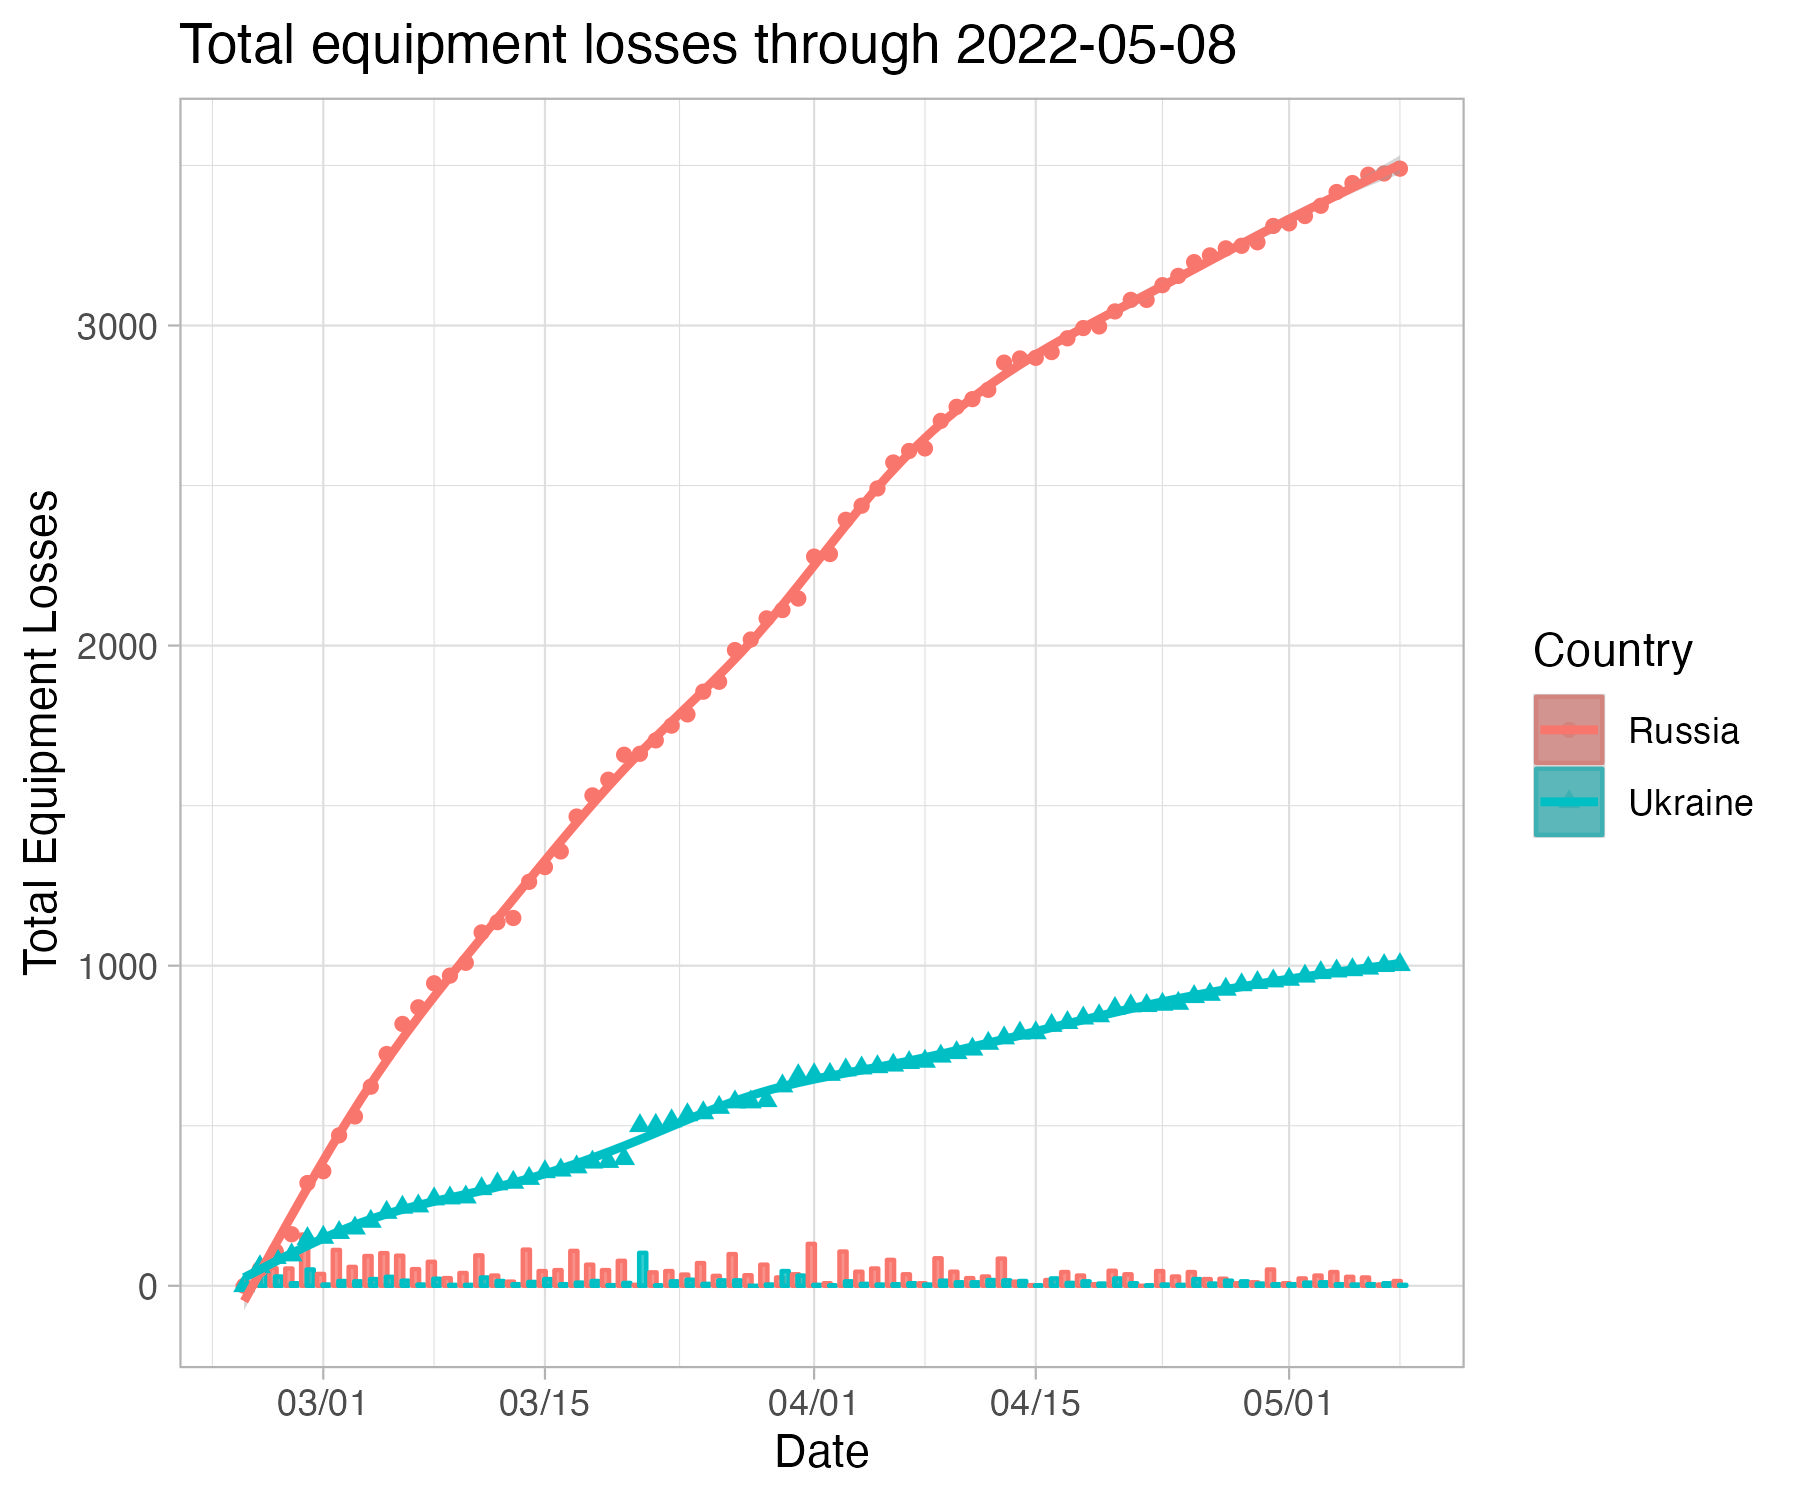 Total equipment losses through 2022-05-08
Total Equipment Losses
3000
2000
1000
0
03/01 03/15 04/01 04/15 05/01
Date
Country
Russia
Ukraine